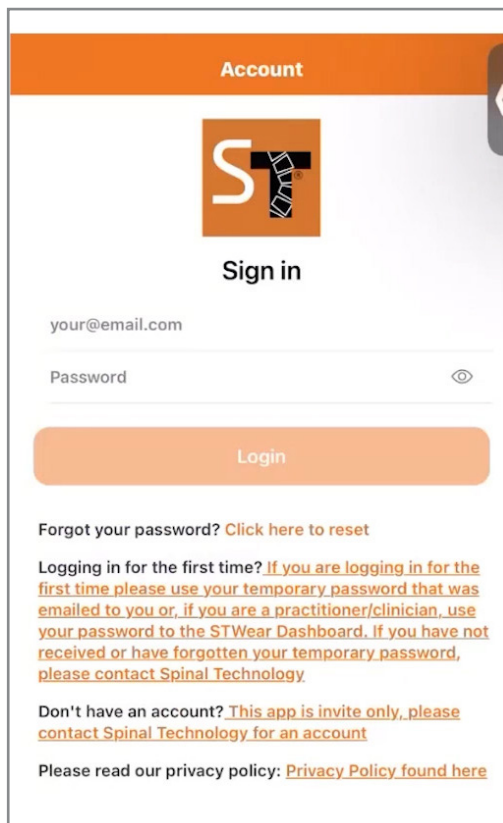 Account
ST®
Sign in
your@email.com
Password
Login
Forgot your password? Click here to reset
Logging in for the first time? If you are logging in for the
first time please use your temporary password that was
emailed to you or, if you are a practitioner/clinician, use
your password to the STWear Dashboard. If you have not
received or have forgotten your temporary password,
please contact Spinal Technology
Don't have an account? This app is invite only, please
contact Spinal Technology for an account
Please read our privacy policy: Privacy Policy found here